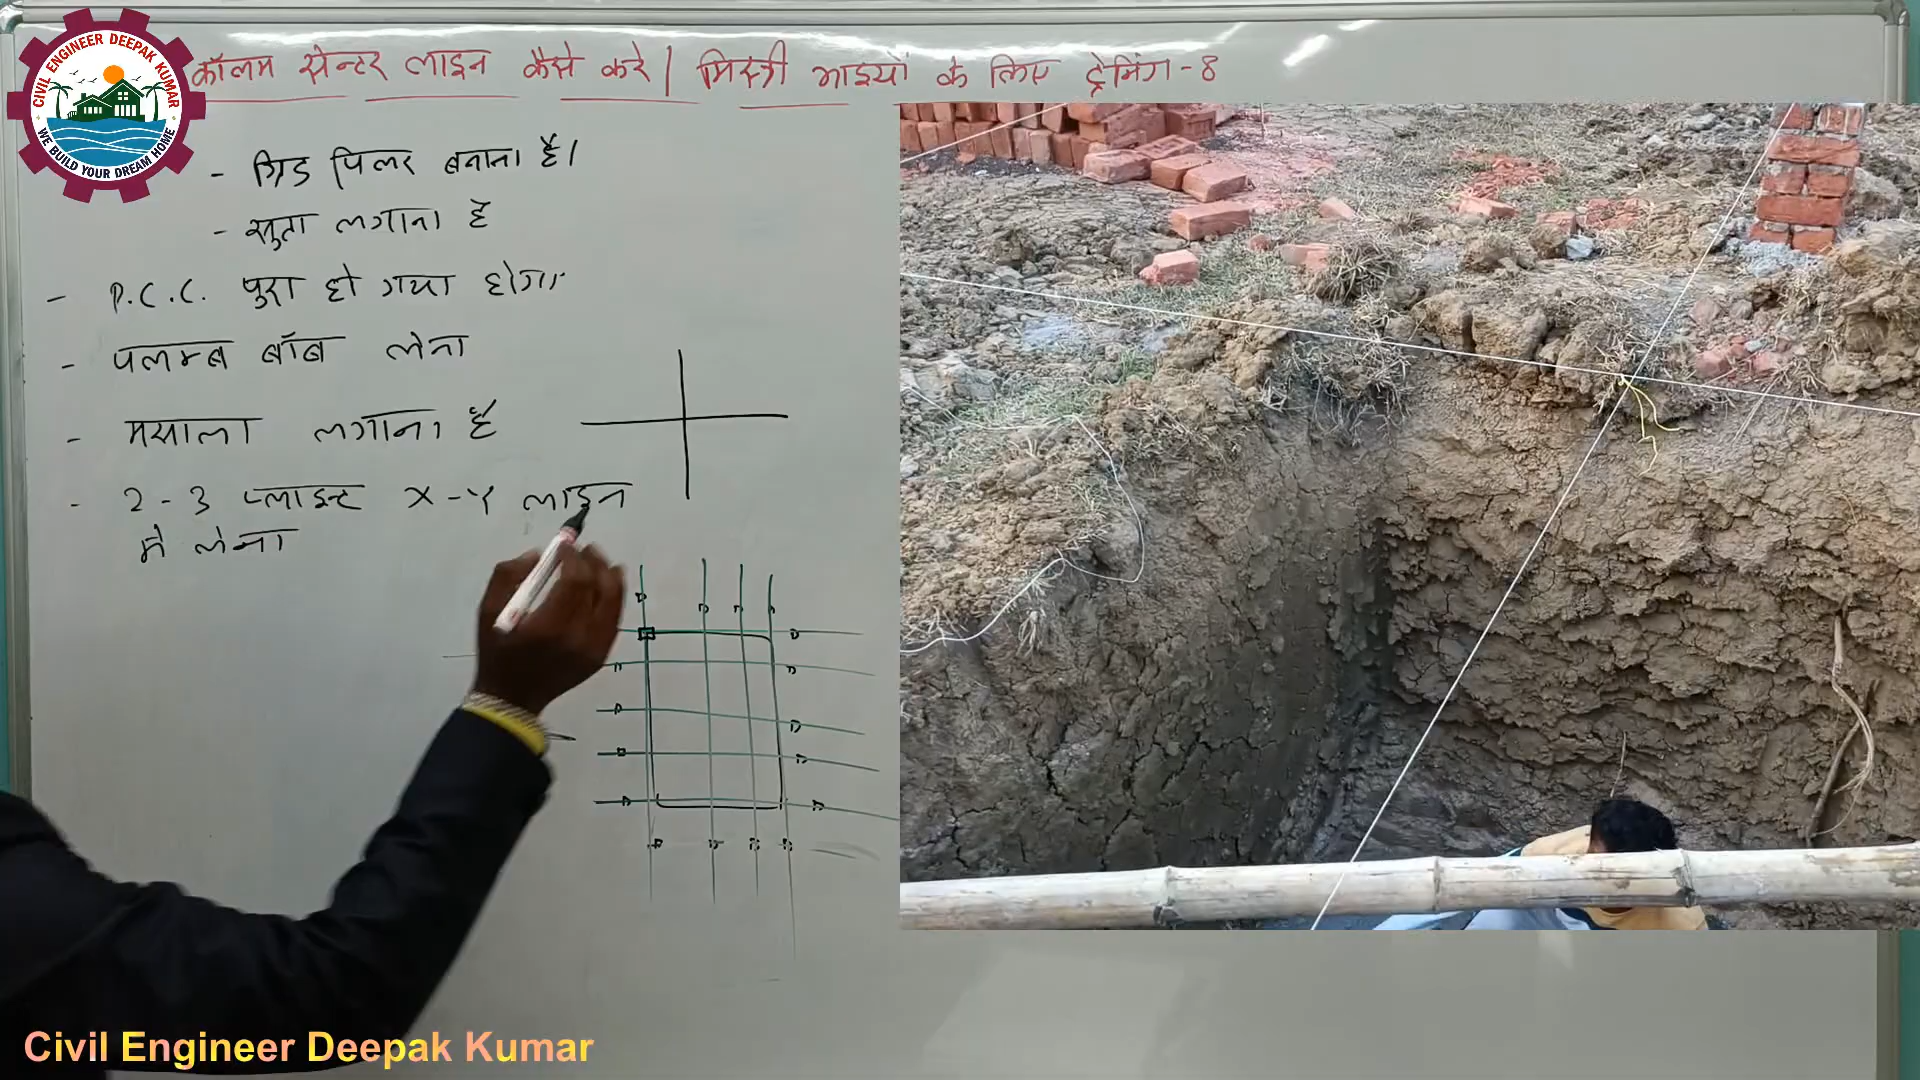 CIVIL ENGINEER DEEPAK KUMAR
WE BUILD YOUR DREAM HOME
कॉलम सेन्टर लाइन कैसे करे | मिस्त्री भाइयों के लिए ट्रेनिंग - 8
- ग्रिड पिलर बनाना है।
- सुता लगाना है
- P.C.C. पुरा हो गया होगा
- पलम्ब बॉब लेना
- मसाला लगाना है
- 2-3 प्वाइन्ट X-Y लाइन
में लेना
Civil Engineer Deepak Kumar